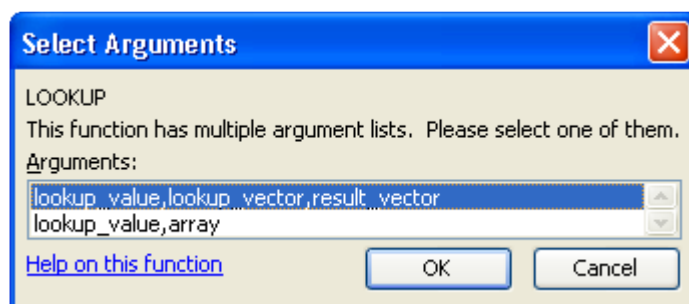 Select Arguments
LOOKUP
This function has multiple argument lists. Please select one of them.
Arguments:
lookup_value,lookup_vector,result_vector
lookup_value,array
Help on this function
OK
Cancel